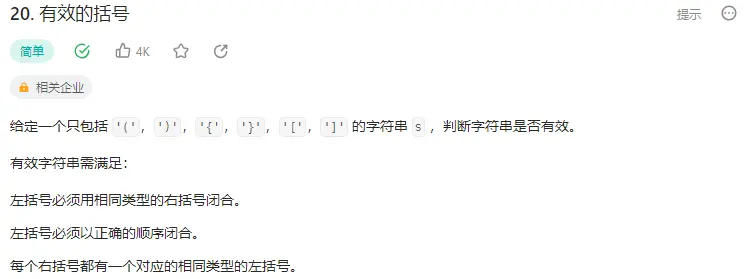 20. 有效的括号
提示
简单
4K
相关企业
给定一个只包括 '('，')'，'{'，'}'，'['，']' 的字符串 s ，判断字符串是否有效。
有效字符串需满足：
左括号必须用相同类型的右括号闭合。
左括号必须以正确的顺序闭合。
每个右括号都有一个对应的相同类型的左括号。